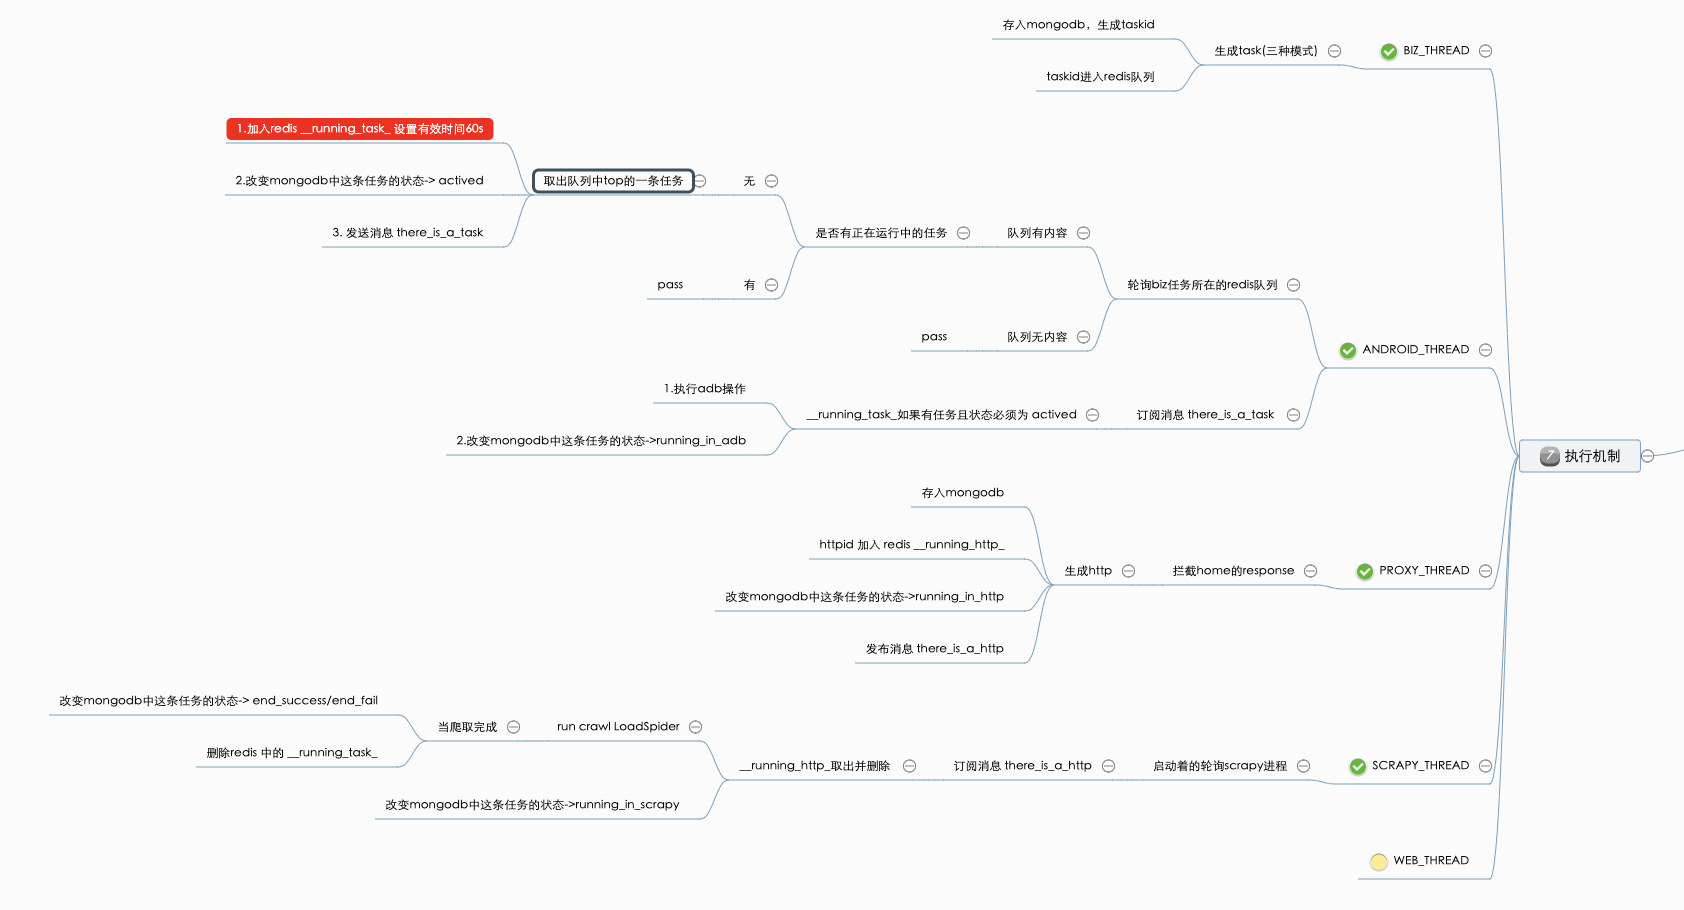 存入mongodb，生成taskid
生成task(三种模式)
BIZ_THREAD
taskid进入redis队列
1.加入redis __running_task_ 设置有效时间60s
2.改变mongodb中这条任务的状态-> actived
取出队列中top的一条任务
无
3. 发送消息 there_is_a_task
是否有正在运行中的任务
队列有内容
pass
有
轮询biz任务所在的redis队列
pass
队列无内容
ANDROID_THREAD
1.执行adb操作
__running_task_如果有任务且状态必须为 actived
订阅消息 there_is_a_task
2.改变mongodb中这条任务的状态->running_in_adb
7 执行机制
存入mongodb
httpid 加入 redis __running_http_
生成http
拦截home的response
PROXY_THREAD
改变mongodb中这条任务的状态->running_in_http
发布消息 there_is_a_http
改变mongodb中这条任务的状态-> end_success/end_fail
当爬取完成
run crawl LoadSpider
删除redis 中的 __running_task_
__running_http_取出并删除
订阅消息 there_is_a_http
启动着的轮询scrapy进程
SCRAPY_THREAD
改变mongodb中这条任务的状态->running_in_scrapy
WEB_THREAD